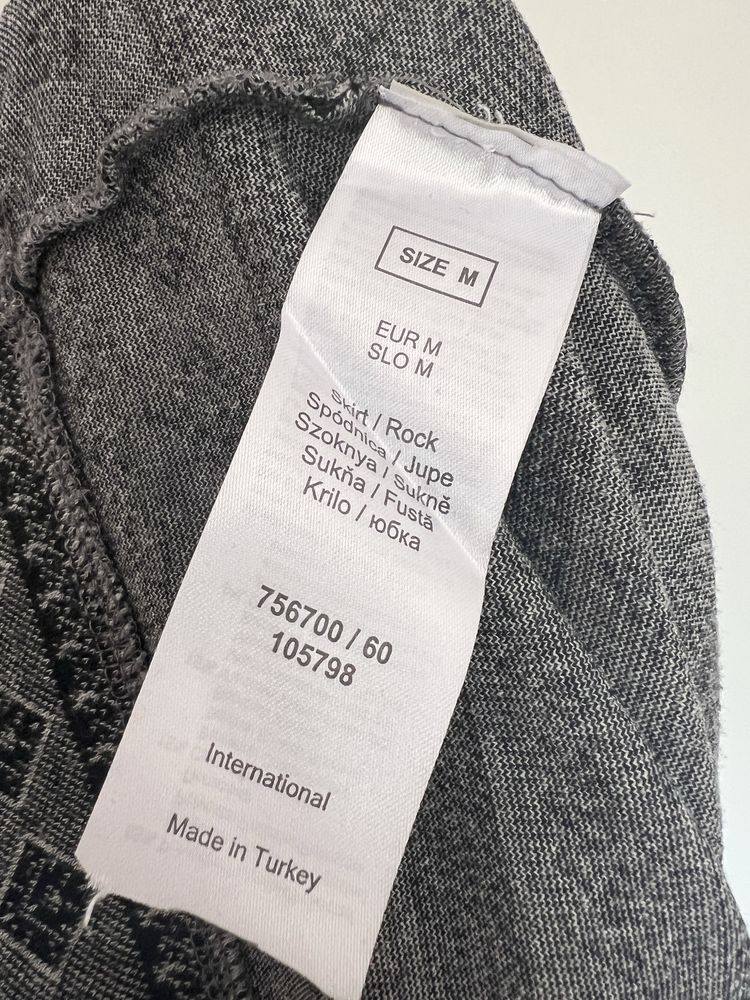 SIZE M
EUR M
SLO M
Skirt / Rock
Spódnica / Jupe
Szoknya / Sukně
Sukňa / Fustă
Krilo / юбка
756700 / 60
105798
International
Made in Turkey